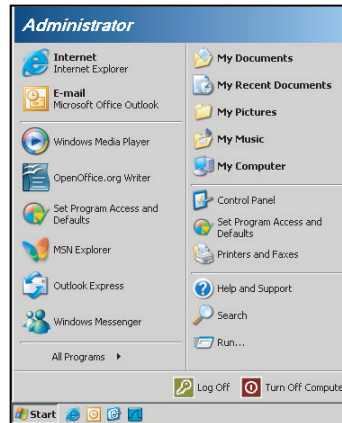 Administrator
Internet
Internet Explorer
E-mail
Microsoft Office Outlook
Windows Media Player
OpenOffice.org Writer
Set Program Access and
Defaults
MSN Explorer
Outlook Express
Windows Messenger
All Programs
My Documents
My Recent Documents
My Pictures
My Music
My Computer
Control Panel
Set Program Access and
Defaults
Printers and Faxes
Help and Support
Search
Run...
Log Off
Turn Off Compute
Start